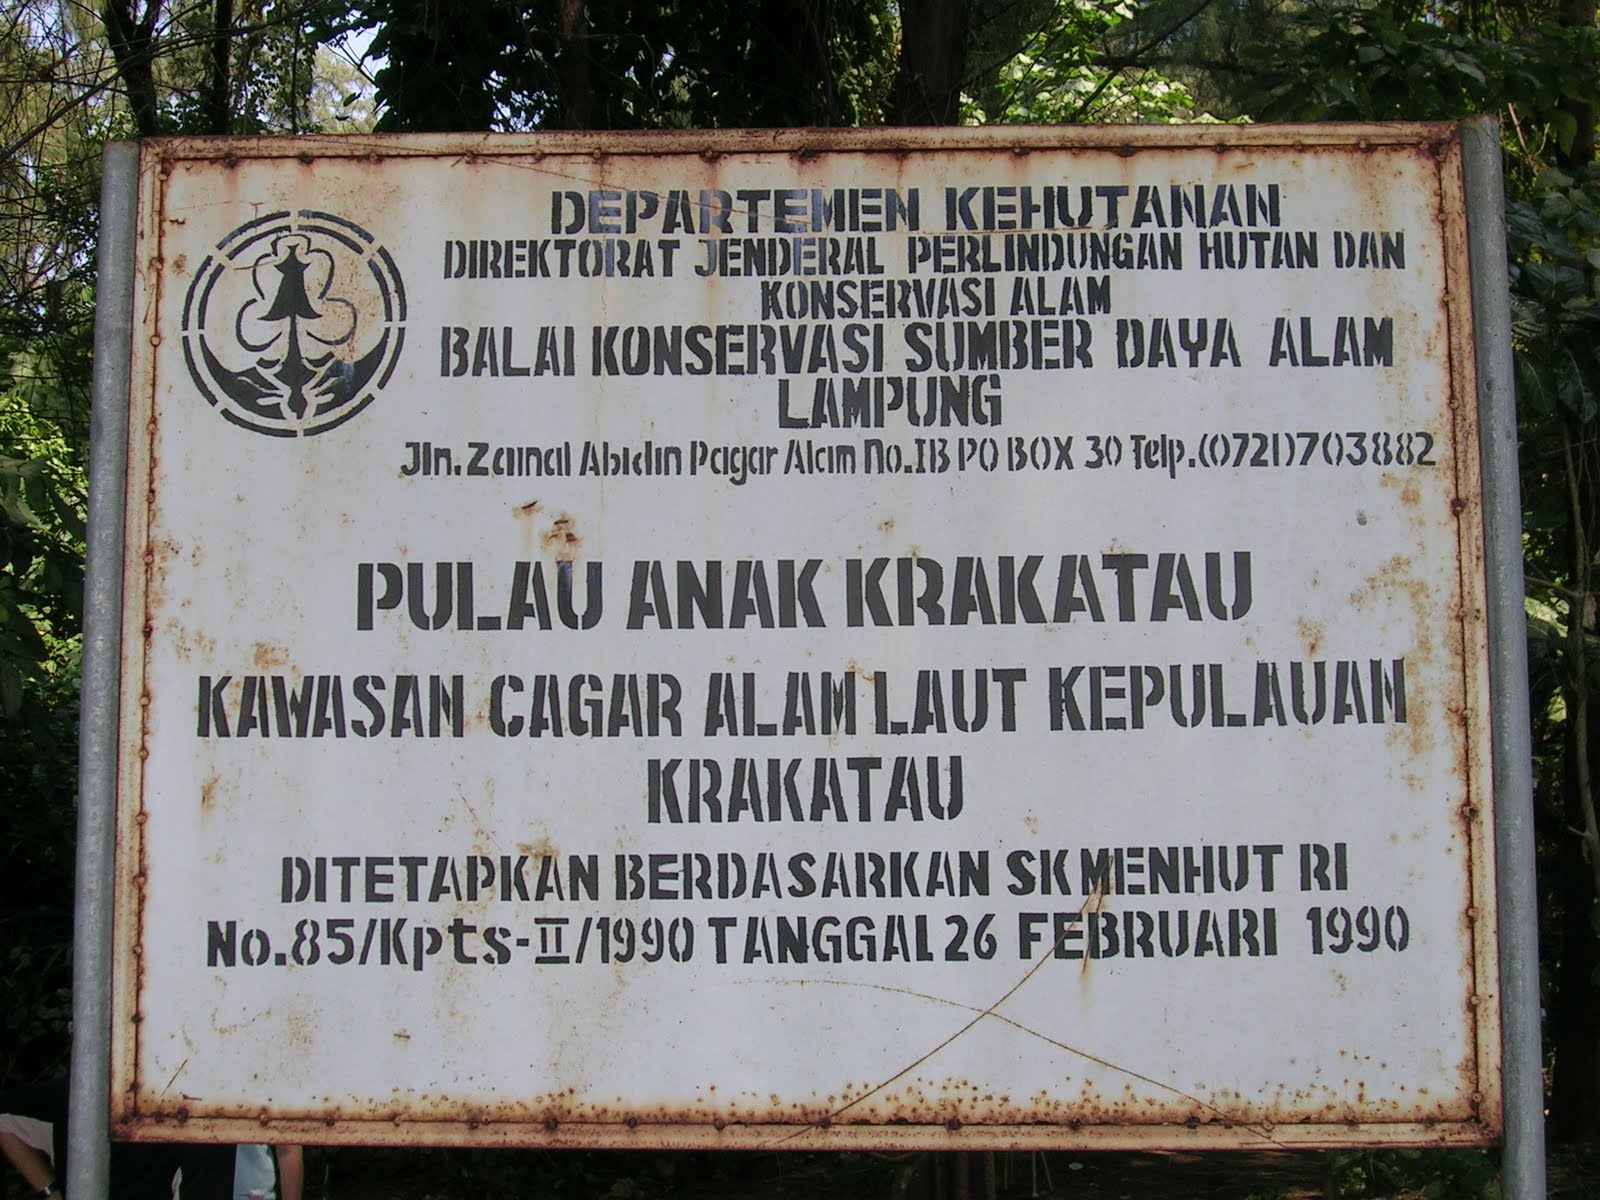 DEPARTEMEN KEHUTANAN
DIREKTORAT JENDERAL PERLINDUNGAN HUTAN DAN
KONSERVASI ALAM
BALAI KONSERVASI SUMBER DAYA ALAM
LAMPUNG
Jln. Zainal Abidin Pagar Alam No.IB PO BOX 30 Telp.(0721)703882
PULAU ANAK KRAKATAU
KAWASAN CAGAR ALAM LAUT KEPULAUAN
KRAKATAU
DITETAPKAN BERDASARKAN SK MENHUT RI
No.85/Kpts-II/1990 TANGGAL 26 FEBRUARI 1990